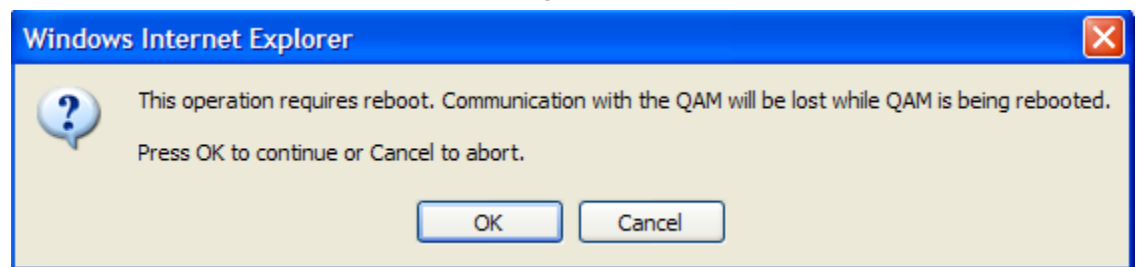 Windows Internet Explorer
This operation requires reboot. Communication with the QAM will be lost while QAM is being rebooted.
Press OK to continue or Cancel to abort.
OK
Cancel